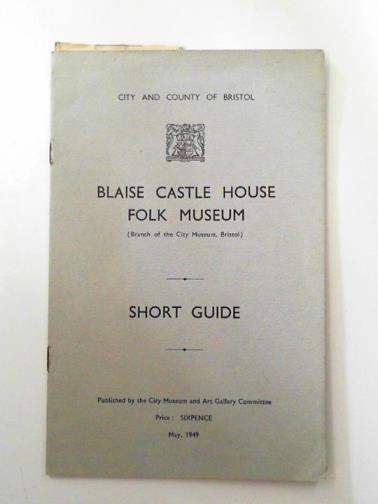 CITY AND COUNTY OF BRISTOL
BLAISE CASTLE HOUSE
FOLK MUSEUM
(Branch of the City Museum, Bristol)
SHORT GUIDE
Published by the City Museum and Art Gallery Committee
Price : SIXPENCE
May, 1949